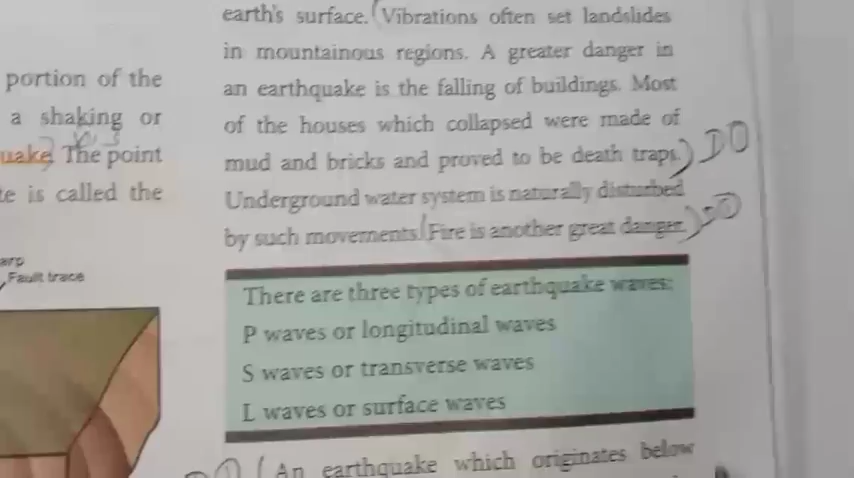 portion of the
a shaking or
uake. The point
te is called the
arp
Fault trace
earth's surface. (Vibrations often set landslides
in mountainous regions. A greater danger in
an earthquake is the falling of buildings. Most
of the houses which collapsed were made of
mud and bricks and proved to be death traps.)
Underground water system is naturally disturbed
by such movements. (Fire is another great danger.)
There are three types of earthquake waves:
P waves or longitudinal waves
S waves or transverse waves
L waves or surface waves
(An earthquake which originates below